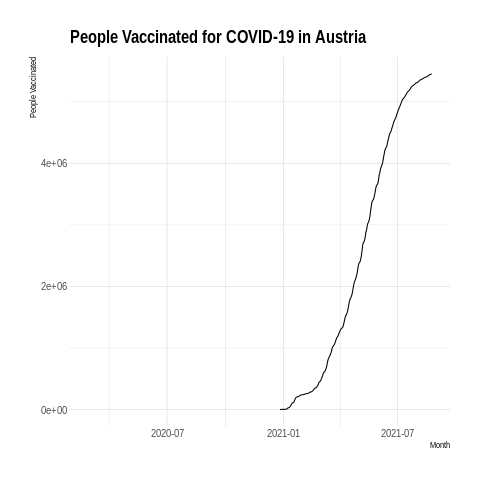 People Vaccinated for COVID-19 in Austria
People Vaccinated
4e+06
2e+06
0e+00
2020-07
2021-01
2021-07
Month